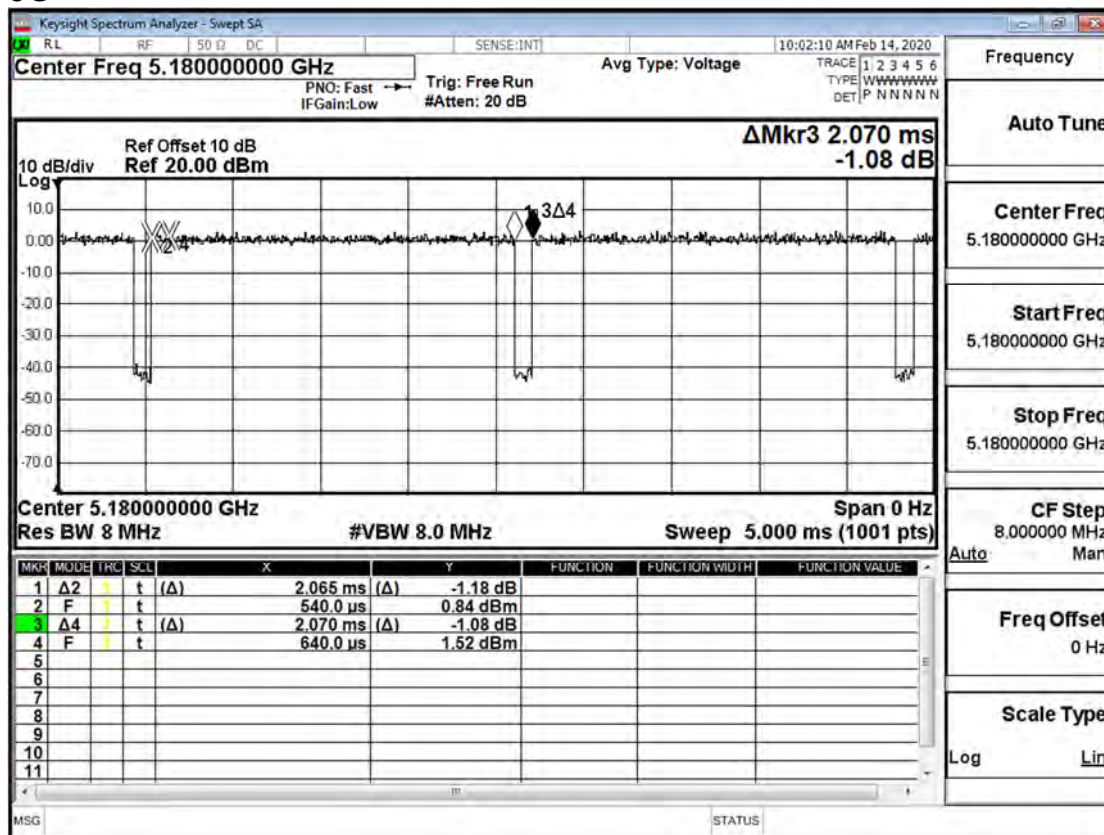 Keysight Spectrum Analyzer - Swept SA
RL RF 50 Ω DC SENSE:INT 10:02:10 AM Feb 14, 2020
Center Freq 5.180000000 GHz
Avg Type: Voltage
TRACE 1 2 3 4 5 6
TYPE WWWWWW
DET P N N N N N
PNO: Fast
IFGain:Low
Trig: Free Run
#Atten: 20 dB
ΔMkr3 2.070 ms
-1.08 dB
Ref Offset 10 dB
10 dB/div Ref 20.00 dBm
Log
10.0
0.00
-10.0
-20.0
-30.0
-40.0
-50.0
-60.0
-70.0
2 4
3Δ4
Center 5.180000000 GHz Span 0 Hz
Res BW 8 MHz #VBW 8.0 MHz Sweep 5.000 ms (1001 pts)
MKR MODE TRC SCL X Y FUNCTION FUNCTION WIDTH FUNCTION VALUE
1 Δ2 1 t (Δ) 2.065 ms (Δ) -1.18 dB
2 F 1 t 540.0 µs 0.84 dBm
3 Δ4 1 t (Δ) 2.070 ms (Δ) -1.08 dB
4 F 1 t 640.0 µs 1.52 dBm
5
6
7
8
9
10
11
MSG STATUS
Frequency
Auto Tune
Center Freq
5.180000000 GHz
Start Freq
5.180000000 GHz
Stop Freq
5.180000000 GHz
CF Step
8.000000 MHz
Auto Man
Freq Offset
0 Hz
Scale Type
Log Lin